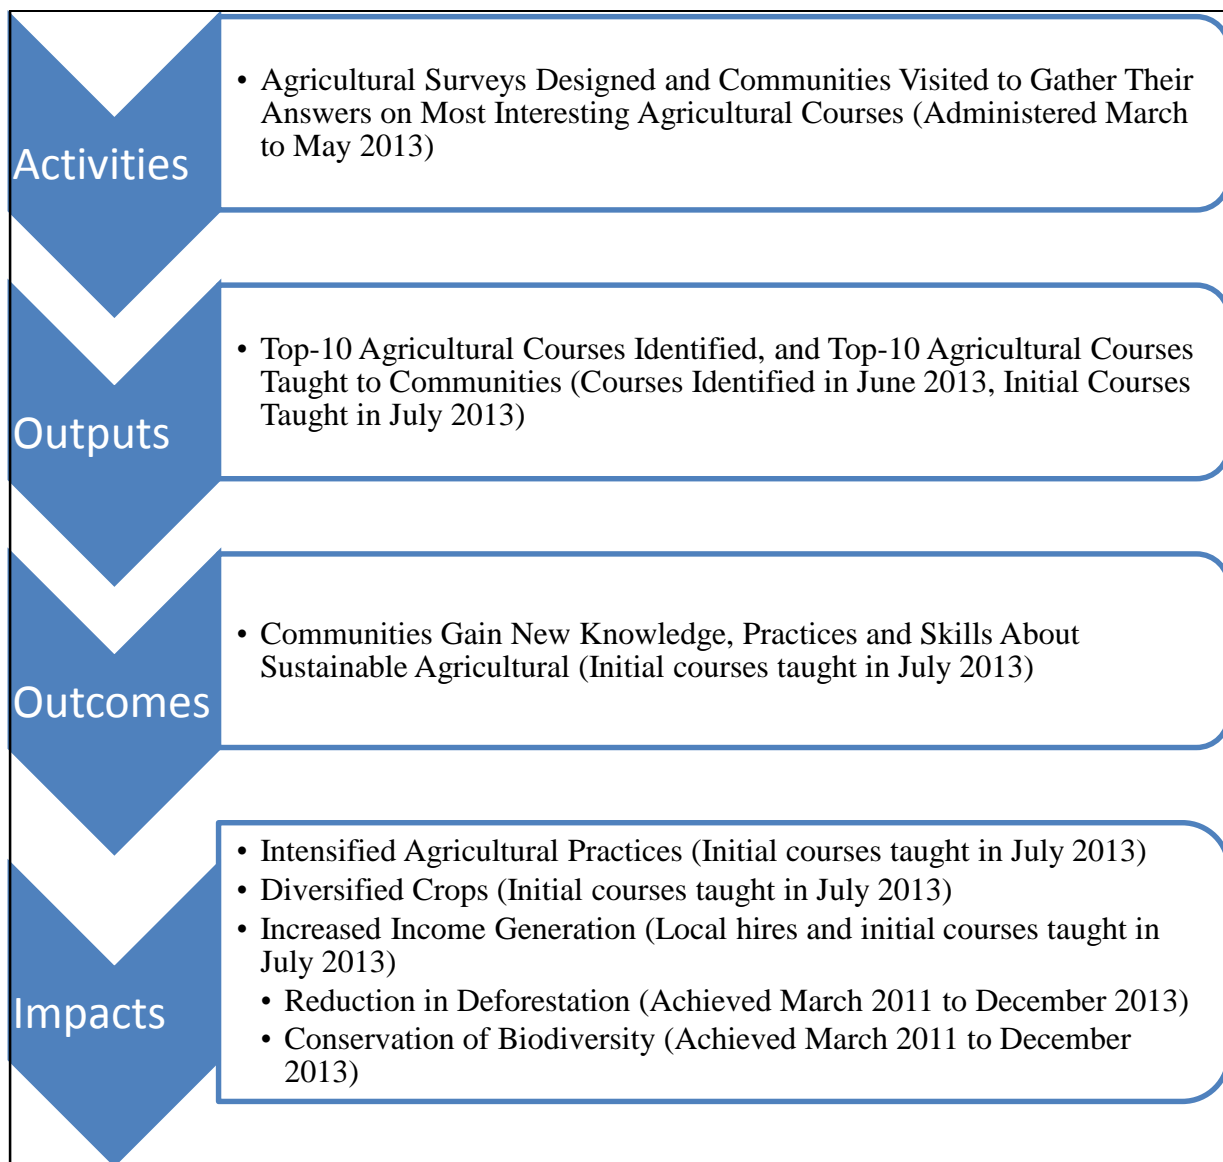 Activities
• Agricultural Surveys Designed and Communities Visited to Gather Their
Answers on Most Interesting Agricultural Courses (Administered March
to May 2013)
Outputs
• Top-10 Agricultural Courses Identified, and Top-10 Agricultural Courses
Taught to Communities (Courses Identified in June 2013, Initial Courses
Taught in July 2013)
Outcomes
• Communities Gain New Knowledge, Practices and Skills About
Sustainable Agricultural (Initial courses taught in July 2013)
Impacts
• Intensified Agricultural Practices (Initial courses taught in July 2013)
• Diversified Crops (Initial courses taught in July 2013)
• Increased Income Generation (Local hires and initial courses taught in
July 2013)
• Reduction in Deforestation (Achieved March 2011 to December 2013)
• Conservation of Biodiversity (Achieved March 2011 to December
2013)